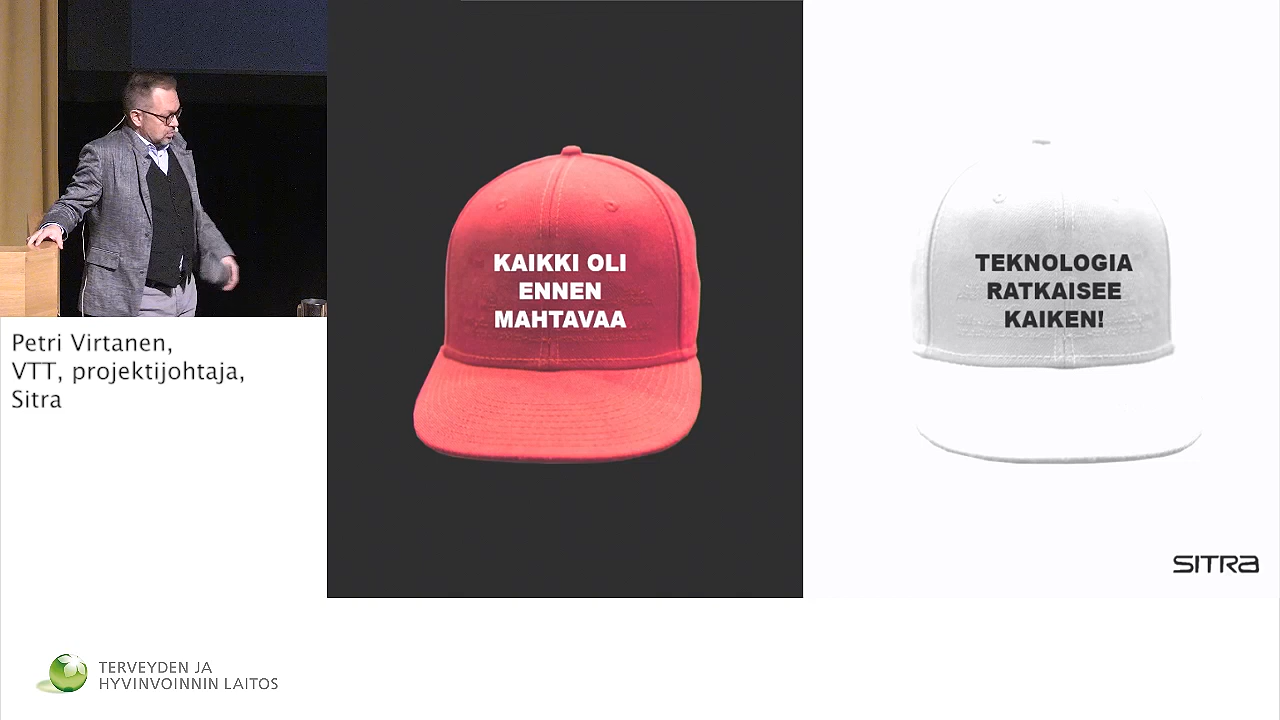 Petri Virtanen,
VTT, projektijohtaja,
Sitra
KAIKKI OLI
ENNEN
MAHTAVAA
TEKNOLOGIA
RATKAISEE
KAIKEN!
SITRA
TERVEYDEN JA
HYVINVOINNIN LAITOS